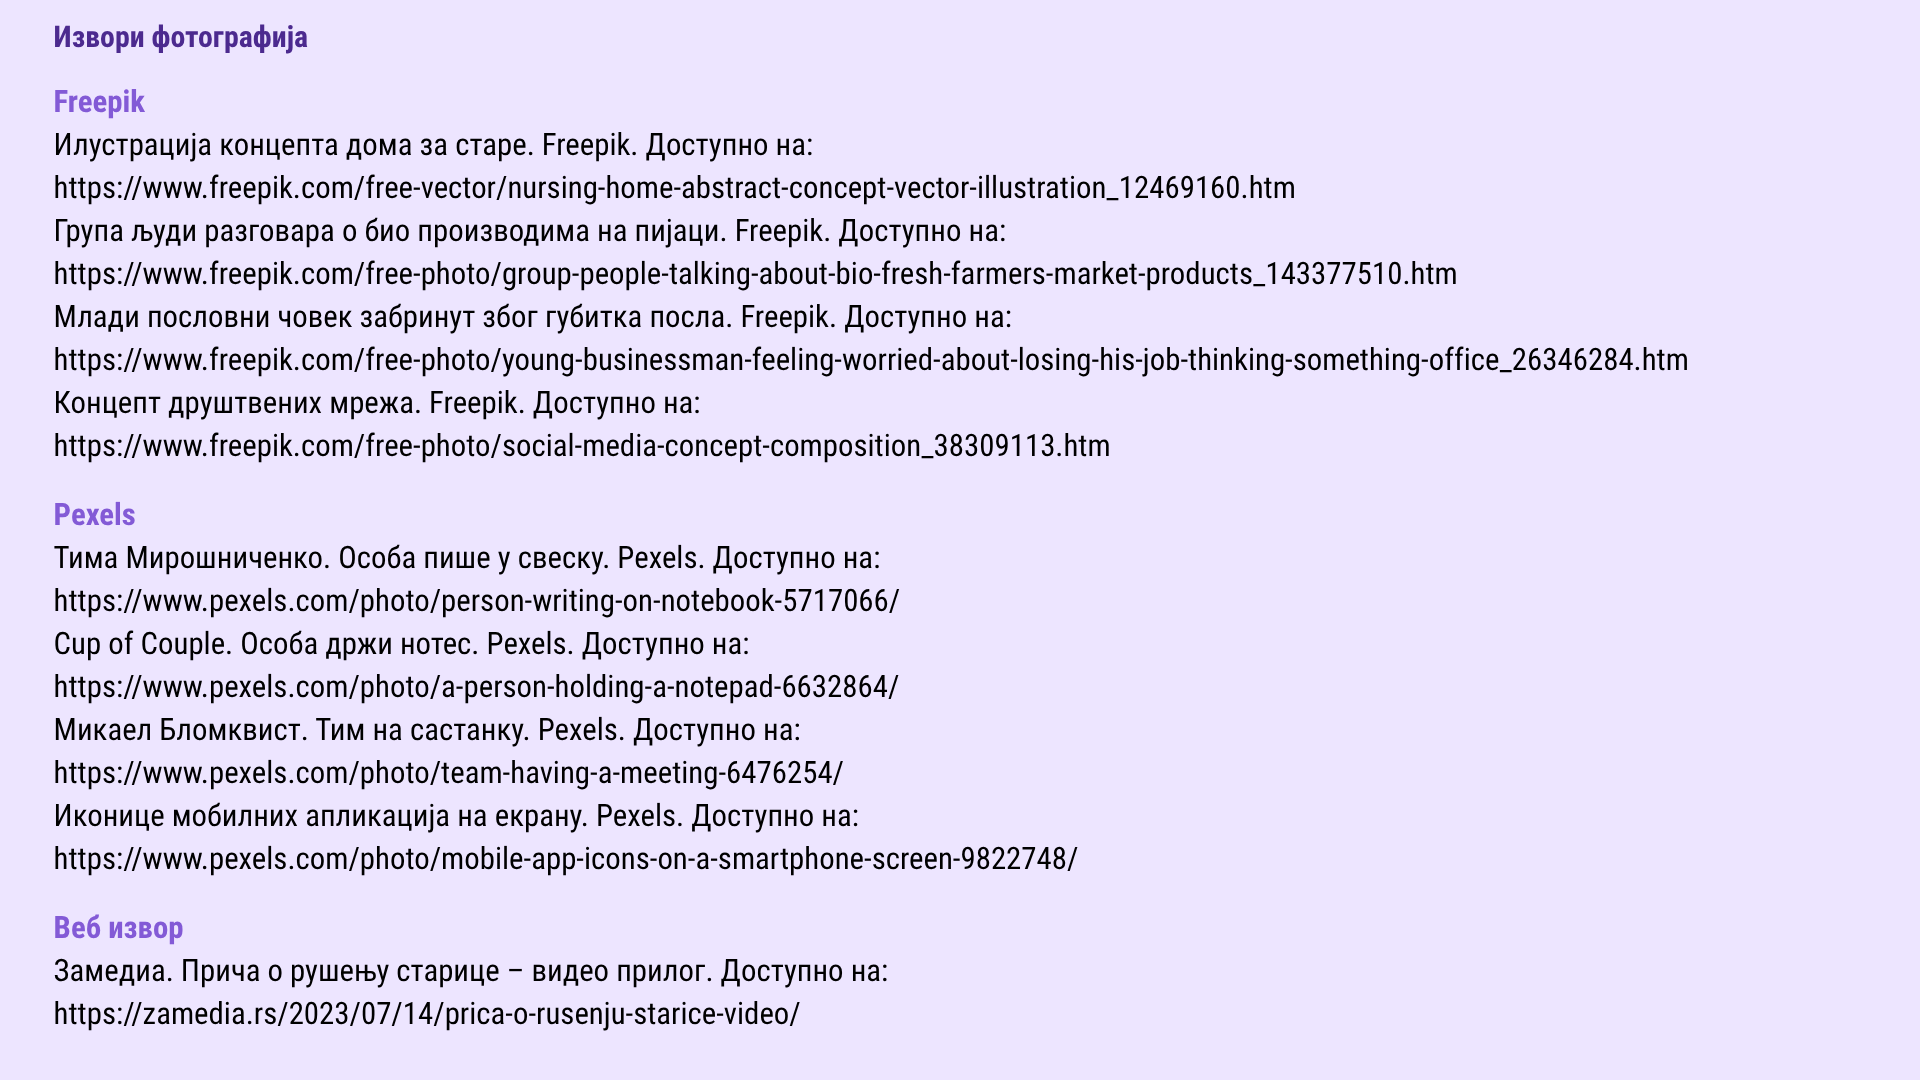 Извори фотографија
Freepik
Илустрација концепта дома за старе. Freepik. Доступно на:
https://www.freepik.com/free-vector/nursing-home-abstract-concept-vector-illustration_12469160.htm
Група људи разговара о био производима на пијаци. Freepik. Доступно на:
https://www.freepik.com/free-photo/group-people-talking-about-bio-fresh-farmers-market-products_143377510.htm
Млади пословни човек забринут због губитка посла. Freepik. Доступно на:
https://www.freepik.com/free-photo/young-businessman-feeling-worried-about-losing-his-job-thinking-something-office_26346284.htm
Концепт друштвених мрежа. Freepik. Доступно на:
https://www.freepik.com/free-photo/social-media-concept-composition_38309113.htm
Pexels
Тима Мирошниченко. Особа пише у свеску. Pexels. Доступно на:
https://www.pexels.com/photo/person-writing-on-notebook-5717066/
Cup of Couple. Особа држи нотес. Pexels. Доступно на:
https://www.pexels.com/photo/a-person-holding-a-notepad-6632864/
Микаел Бломквист. Тим на састанку. Pexels. Доступно на:
https://www.pexels.com/photo/team-having-a-meeting-6476254/
Иконице мобилних апликација на екрану. Pexels. Доступно на:
https://www.pexels.com/photo/mobile-app-icons-on-a-smartphone-screen-9822748/
Веб извор
Замедиа. Прича о рушењу старице – видео прилог. Доступно на:
https://zamedia.rs/2023/07/14/prica-o-rusenju-starice-video/